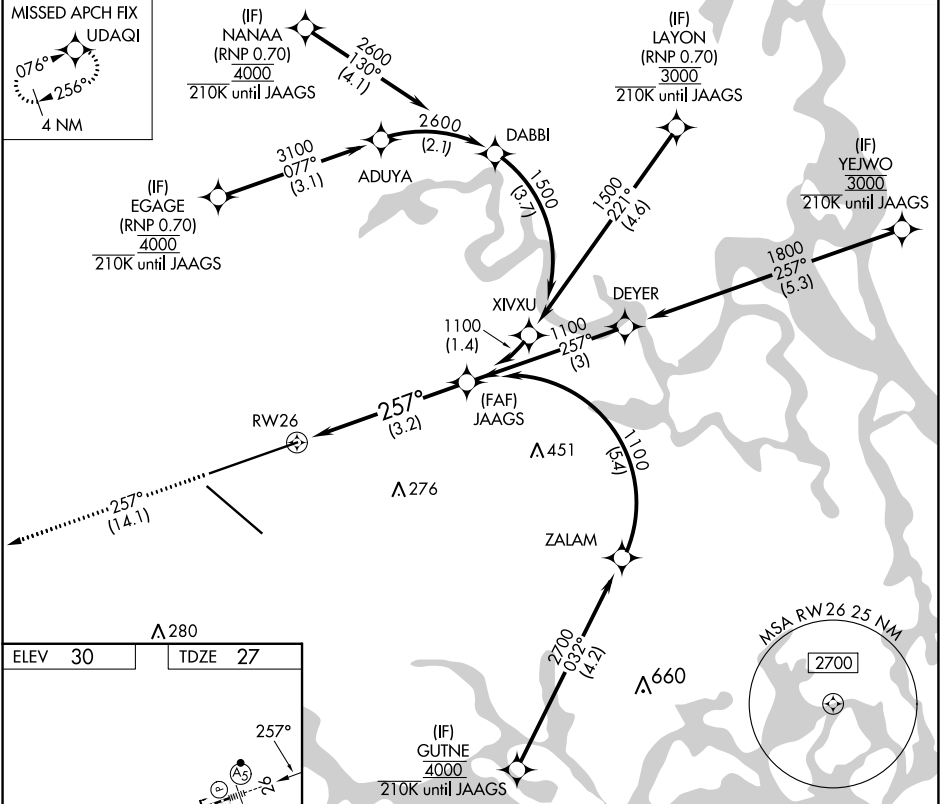 MISSED APCH FIX
UDAQI
076°
256°
4 NM
(IF)
NANAA
(RNP 0.70)
4000
210K until JAAGS
2600
130°
(4.1)
(IF)
LAYON
(RNP 0.70)
3000
210K until JAAGS
(IF)
YEJWO
3000
210K until JAAGS
3100
077°
(3.1)
ADUYA
2600
(2.1)
DABBI
1500
(3.7)
1500
221°
(4.6)
(IF)
EGAGE
(RNP 0.70)
4000
210K until JAAGS
1800
257°
(5.3)
XIVXU
DEYER
1100
(1.4)
1100
257°
(3)
(FAF)
JAAGS
257°
(3.2)
RW26
451
276
1100
(5.4)
257°
(14.1)
ZALAM
280
2700
032°
(4.2)
660
MSA RW26 25 NM
2700
(IF)
GUTNE
4000
210K until JAAGS
ELEV 30
TDZE 27
257°
A5
P
26